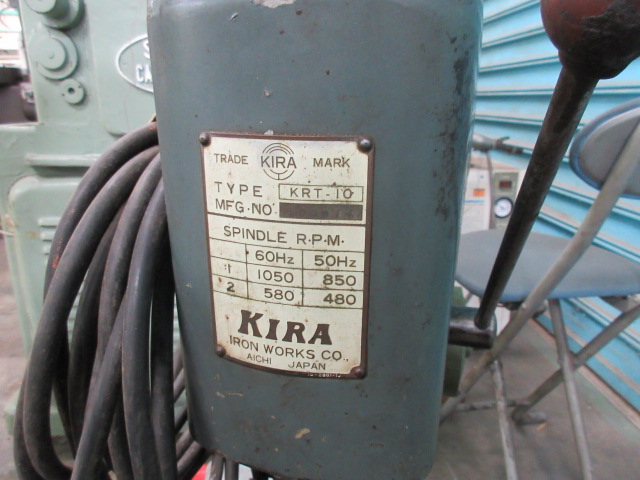 TRADE KIRA MARK
TYPE KRT-10
MFG·NO
SPINDLE R.P.M·
60Hz 50Hz
1 1050 850
2 580 480
KIRA
IRON WORKS CO.,
AICHI JAPAN